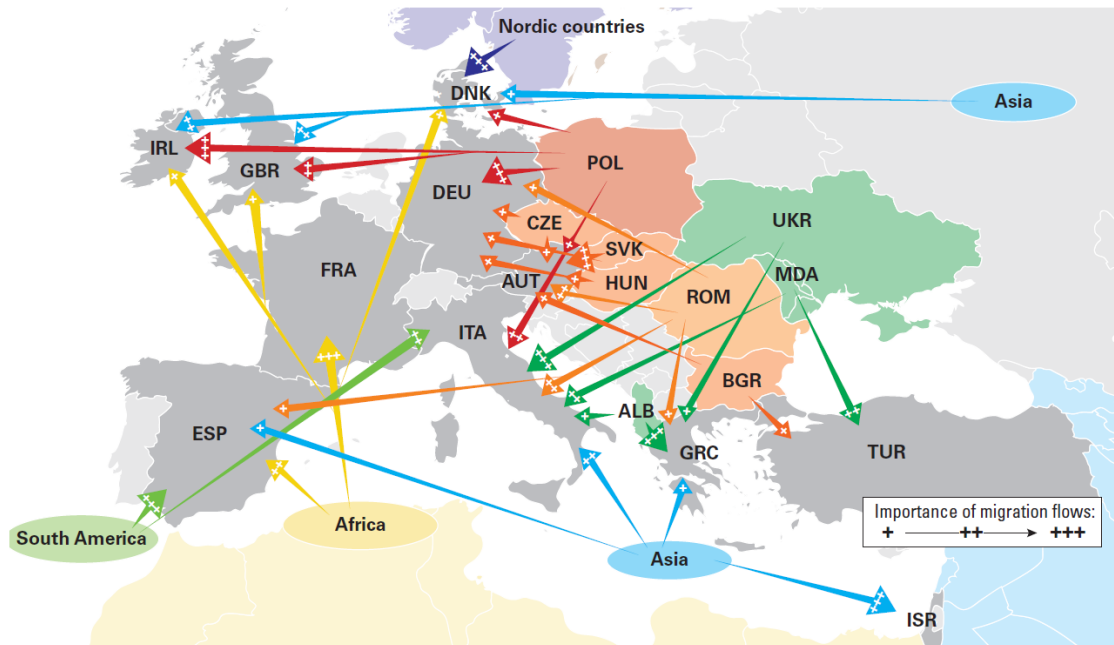 Nordic countries
DNK
Asia
IRL
GBR
POL
DEU
UKR
CZE
SVK
FRA
MDA
AUT
HUN
ROM
ITA
BGR
ESP
ALB
GRC
TUR
Importance of migration flows:
+ ++ +++
South America
Africa
Asia
ISR